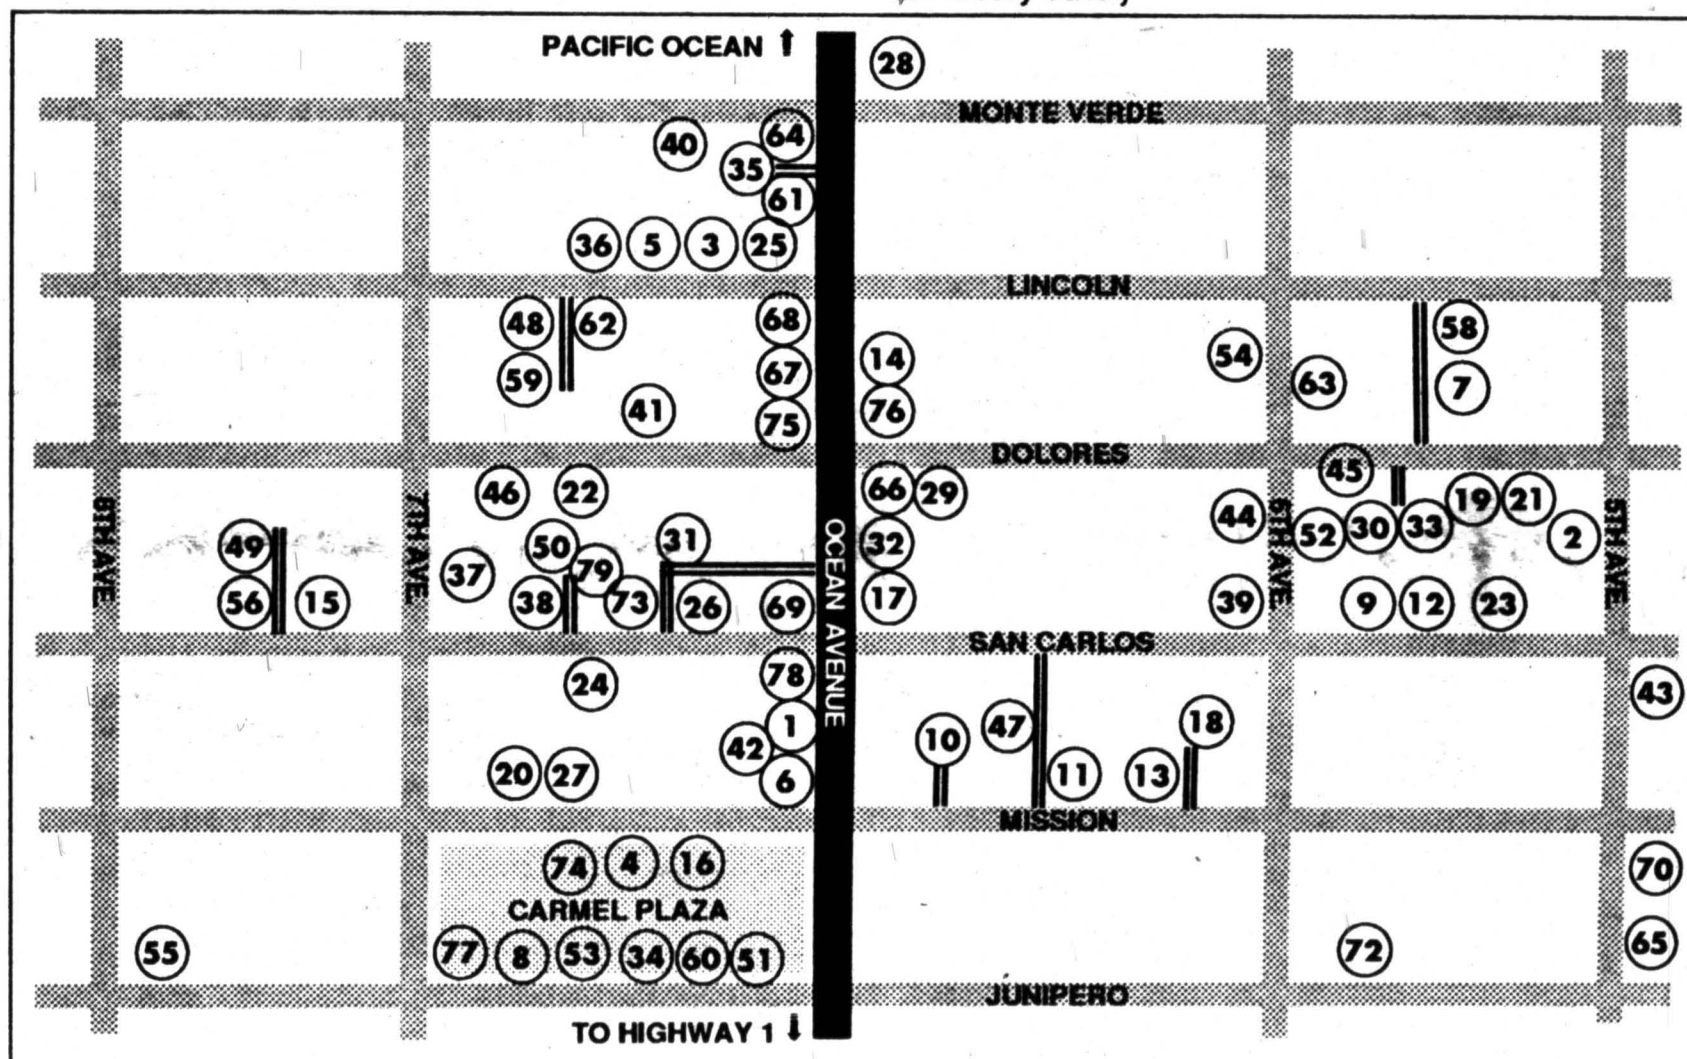 PACIFIC OCEAN
28
MONTE VERDE
40 64
35
61
36 5 3 25
LINCOLN
48 62 68 58
14 54
59 67 63 7
41 75 76
DOLORES
45
46 22 66 29 19 21
8TH AVE. 7TH AVE. OCEAN AVENUE 6TH AVE. 5TH AVE.
49 50 31 32 44 52 30 33 2
37 79
56 15 38 73 26 69 17 39 9 12 23
SAN CARLOS
24 78 43
42 1 10 47 18
20 27 6 11 13
MISSION
74 4 16 70
CARMEL PLAZA
55 77 8 53 34 60 51 72 65
JUNIPERO
TO HIGHWAY 1